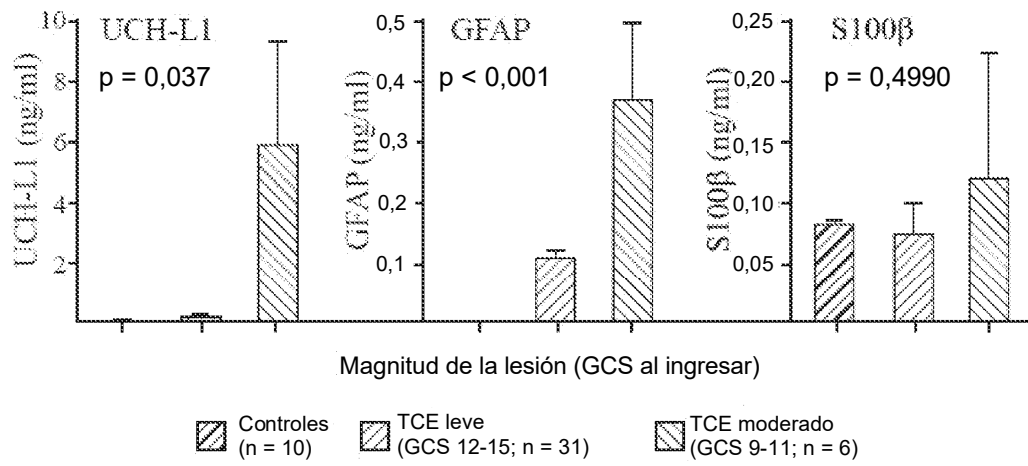 UCH-L1
p = 0,037
UCH-L1 (ng/ml)
10
8
6
4
2
GFAP
p < 0,001
GFAP (ng/ml)
0,5
0,4
0,3
0,2
0,1
S100β
p = 0,4990
S100β (ng/ml)
0,25
0,20
0,15
0,10
0,05
Magnitud de la lesión (GCS al ingresar)
Controles
(n = 10)
TCE leve
(GCS 12-15; n = 31)
TCE moderado
(GCS 9-11; n = 6)